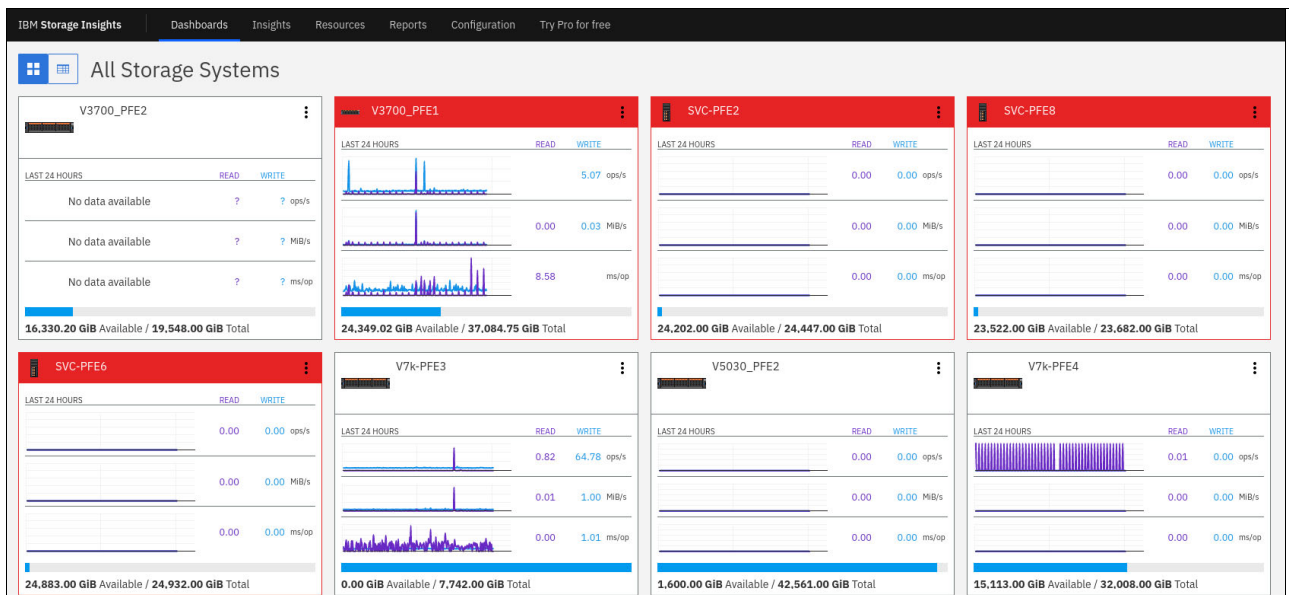 IBM Storage Insights Dashboards Insights Resources Reports Configuration Try Pro for free
All Storage Systems
V3700_PFE2
LAST 24 HOURS READ WRITE
No data available ? ? ops/s
No data available ? ? MiB/s
No data available ? ? ms/op
16,330.20 GiB Available / 19,548.00 GiB Total
V3700_PFE1
LAST 24 HOURS READ WRITE
5.07 ops/s
0.00 0.03 MiB/s
8.58 ms/op
24,349.02 GiB Available / 37,084.75 GiB Total
SVC-PFE2
LAST 24 HOURS READ WRITE
0.00 0.00 ops/s
0.00 0.00 MiB/s
0.00 0.00 ms/op
24,202.00 GiB Available / 24,447.00 GiB Total
SVC-PFE8
LAST 24 HOURS READ WRITE
0.00 0.00 ops/s
0.00 0.00 MiB/s
0.00 0.00 ms/op
23,522.00 GiB Available / 23,682.00 GiB Total
SVC-PFE6
LAST 24 HOURS READ WRITE
0.00 0.00 ops/s
0.00 0.00 MiB/s
0.00 0.00 ms/op
24,883.00 GiB Available / 24,932.00 GiB Total
V7k-PFE3
LAST 24 HOURS READ WRITE
0.82 64.78 ops/s
0.01 1.00 MiB/s
0.00 1.01 ms/op
0.00 GiB Available / 7,742.00 GiB Total
V5030_PFE2
LAST 24 HOURS READ WRITE
0.00 0.00 ops/s
0.00 0.00 MiB/s
0.00 0.00 ms/op
1,600.00 GiB Available / 42,561.00 GiB Total
V7k-PFE4
LAST 24 HOURS READ WRITE
0.01 0.00 ops/s
0.00 0.00 MiB/s
0.00 0.00 ms/op
15,113.00 GiB Available / 32,008.00 GiB Total